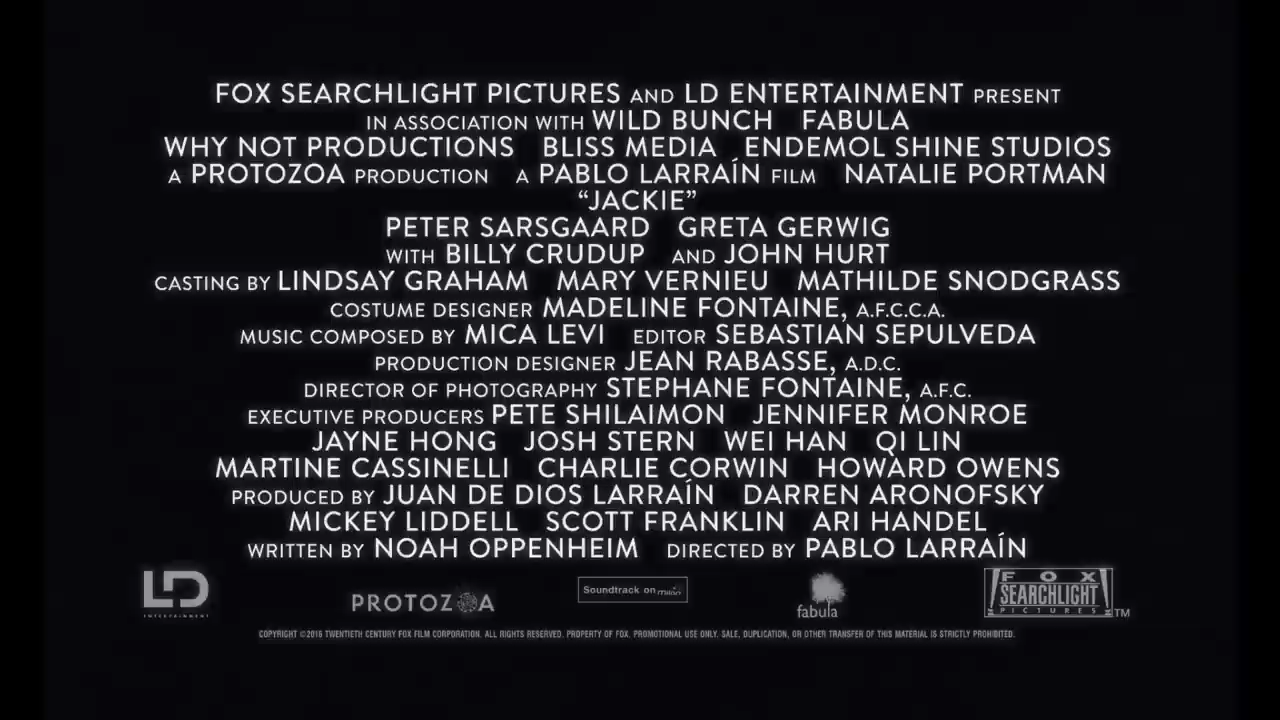 FOX SEARCHLIGHT PICTURES AND LD ENTERTAINMENT PRESENT
IN ASSOCIATION WITH WILD BUNCH FABULA
WHY NOT PRODUCTIONS BLISS MEDIA ENDEMOL SHINE STUDIOS
A PROTOZOA PRODUCTION A PABLO LARRAÍN FILM NATALIE PORTMAN
“JACKIE”
PETER SARSGAARD GRETA GERWIG
WITH BILLY CRUDUP AND JOHN HURT
CASTING BY LINDSAY GRAHAM MARY VERNIEU MATHILDE SNODGRASS
COSTUME DESIGNER MADELINE FONTAINE, A.F.C.C.A.
MUSIC COMPOSED BY MICA LEVI EDITOR SEBASTIAN SEPULVEDA
PRODUCTION DESIGNER JEAN RABASSE, A.D.C.
DIRECTOR OF PHOTOGRAPHY STEPHANE FONTAINE, A.F.C.
EXECUTIVE PRODUCERS PETE SHILAIMON JENNIFER MONROE
JAYNE HONG JOSH STERN WEI HAN QI LIN
MARTINE CASSINELLI CHARLIE CORWIN HOWARD OWENS
PRODUCED BY JUAN DE DIOS LARRAÍN DARREN ARONOFSKY
MICKEY LIDDELL SCOTT FRANKLIN ARI HANDEL
WRITTEN BY NOAH OPPENHEIM DIRECTED BY PABLO LARRAÍN
LD
ENTERTAINMENT
PROTOZOA
Soundtrack on milan
fabula
FOX
SEARCHLIGHT
PICTURES TM
COPYRIGHT ©2016 TWENTIETH CENTURY FOX FILM CORPORATION. ALL RIGHTS RESERVED. PROPERTY OF FOX. PROMOTIONAL USE ONLY. SALE, DUPLICATION, OR OTHER TRANSFER OF THIS MATERIAL IS STRICTLY PROHIBITED.